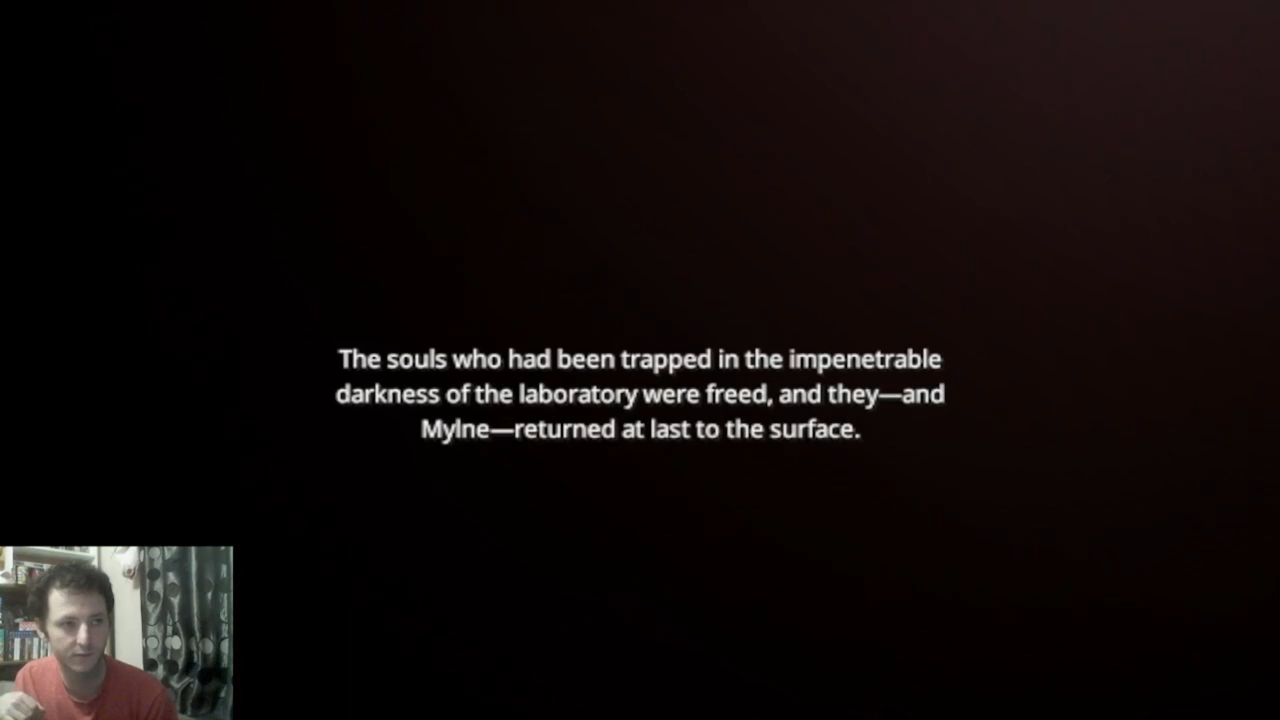 The souls who had been trapped in the impenetrable
darkness of the laboratory were freed, and they—and
Mylne—returned at last to the surface.